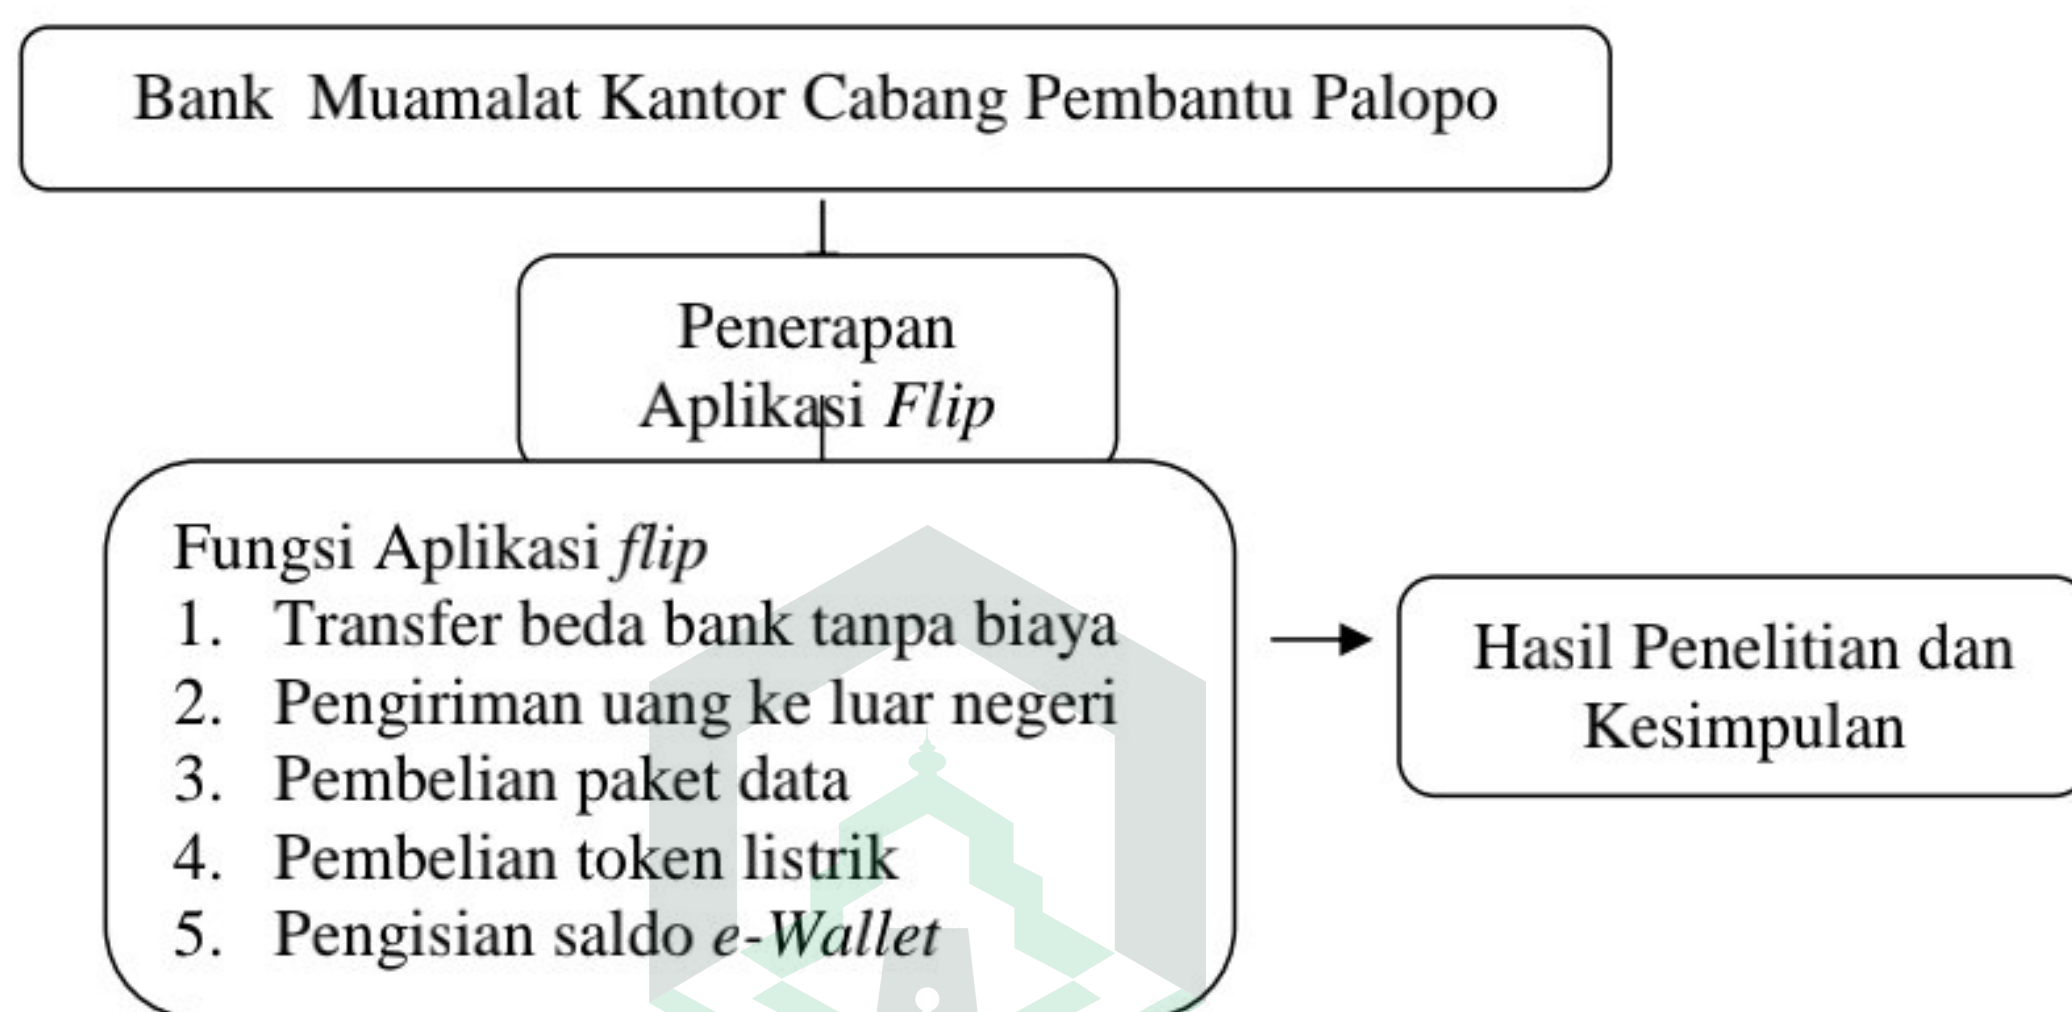 Bank Muamalat Kantor Cabang Pembantu Palopo
Penerapan
Aplikasi Flip
Fungsi Aplikasi flip
1. Transfer beda bank tanpa biaya
2. Pengiriman uang ke luar negeri
3. Pembelian paket data
4. Pembelian token listrik
5. Pengisian saldo e-Wallet
Hasil Penelitian dan
Kesimpulan